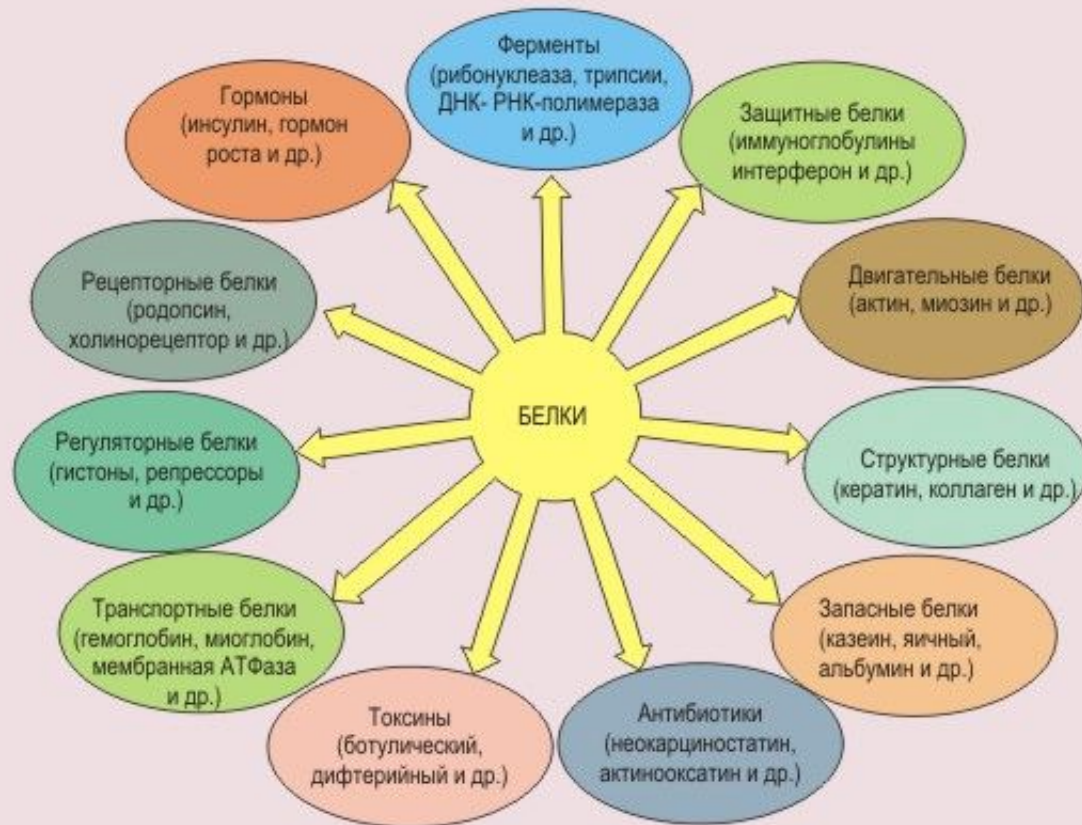 Ферменты
(рибонуклеаза, трипсии,
ДНК- РНК-полимераза
и др.)
Гормоны
(инсулин, гормон
роста и др.)
Защитные белки
(иммуноглобулины
интерферон и др.)
Рецепторные белки
(родопсин,
холинорецептор и др.)
Двигательные белки
(актин, миозин и др.)
БЕЛКИ
Регуляторные белки
(гистоны, репрессоры
и др.)
Структурные белки
(кератин, коллаген и др.)
Транспортные белки
(гемоглобин, миоглобин,
мембранная АТФаза
и др.)
Запасные белки
(казеин, яичный,
альбумин и др.)
Токсины
(ботулический,
дифтерийный и др.)
Антибиотики
(неокарциностатин,
актинооксатин и др.)